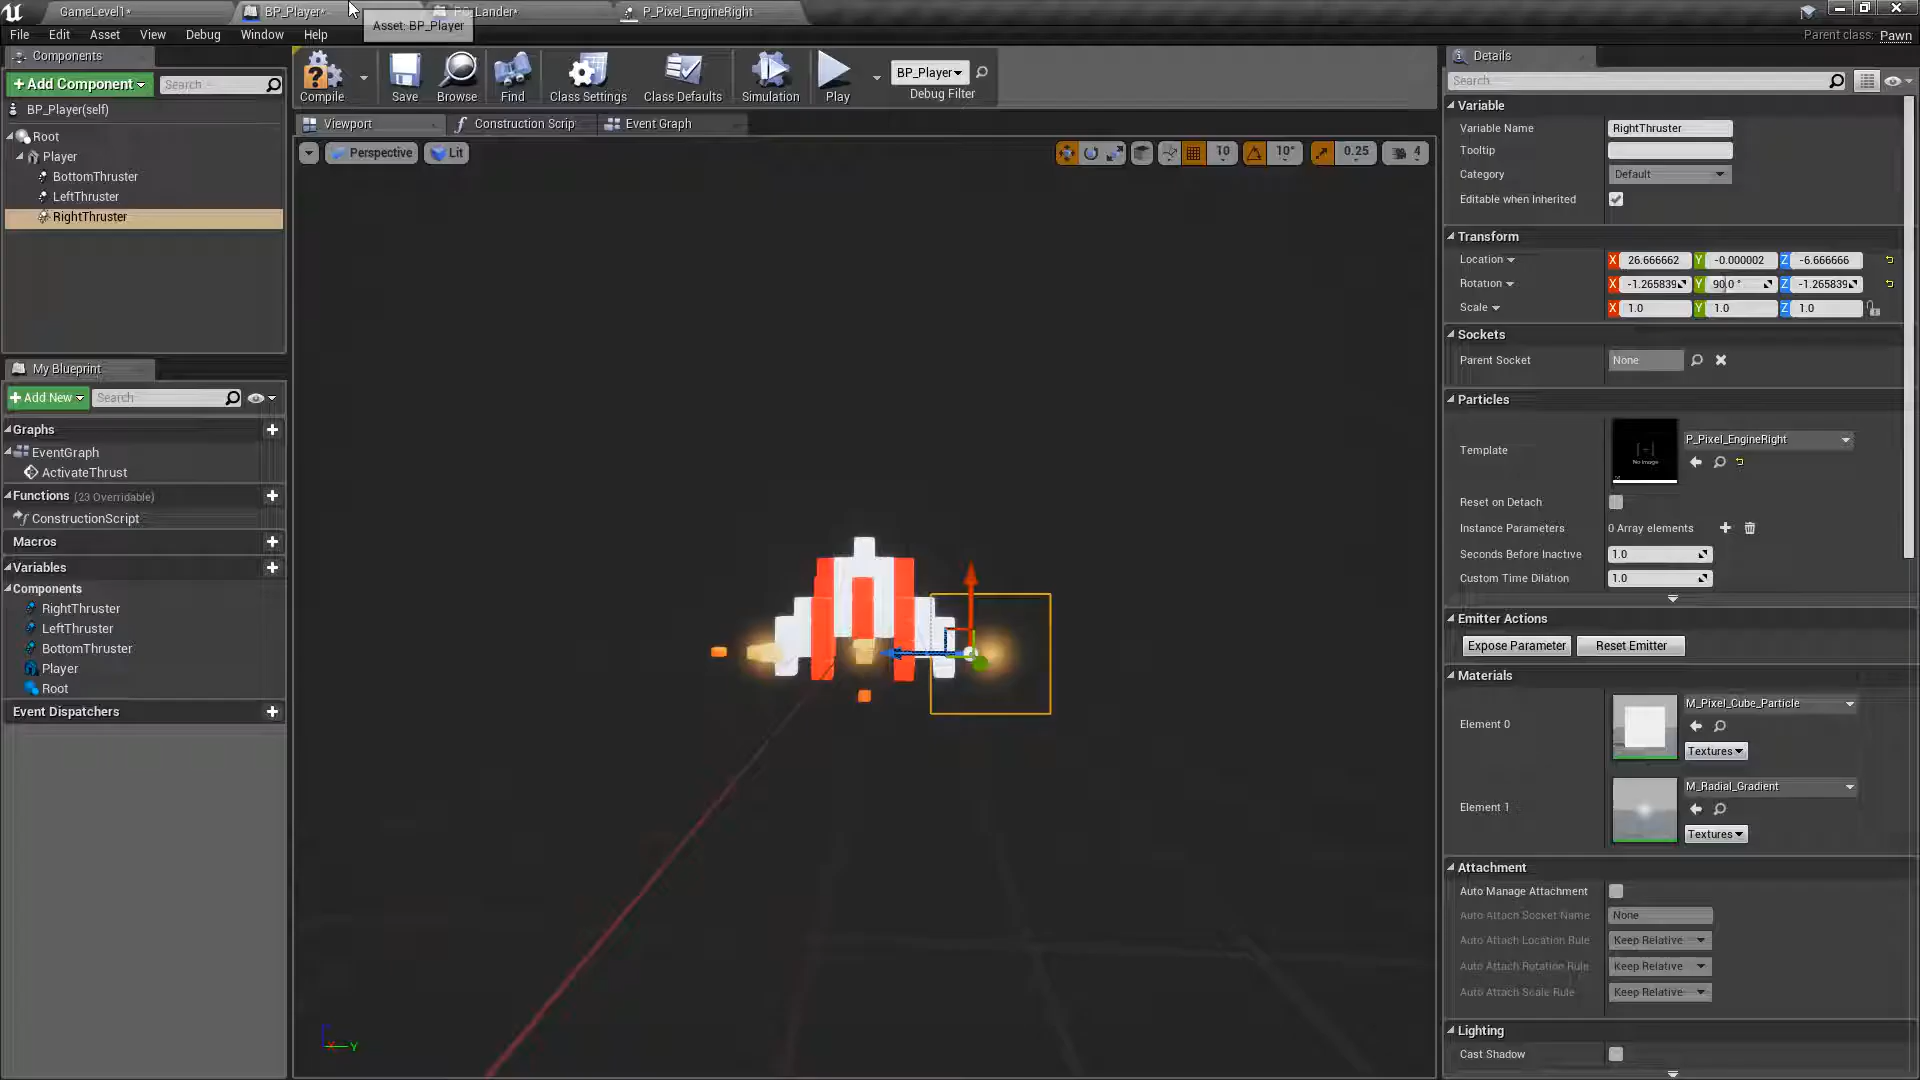 GameLevel1*
BP_Player*
PC_Lander*
P_Pixel_EngineRight
Asset: BP_Player
File Edit Asset View Debug Window Help
Parent class: Pawn
Components
+Add Component
Search
BP_Player(self)
Root
Player
BottomThruster
LeftThruster
RightThruster
My Blueprint
+Add New
Search
Graphs
EventGraph
ActivateThrust
Functions (23 Overridable)
ConstructionScript
Macros
Variables
Components
RightThruster
LeftThruster
BottomThruster
Player
Root
Event Dispatchers
Compile
Save
Browse
Find
Class Settings
Class Defaults
Simulation
Play
BP_Player
Debug Filter
Viewport
Construction Scrip
Event Graph
Perspective
Lit
10
10°
0.25
4
X
Y
Details
Search
Variable
Variable Name RightThruster
Tooltip
Category Default
Editable when Inherited
Transform
Location X 26.666662 Y -0.000002 Z -6.666666
Rotation X -1.265839 Y 90.0 ° Z -1.265839
Scale X 1.0 Y 1.0 Z 1.0
Sockets
Parent Socket None
Particles
Template
No Image
P_Pixel_EngineRight
Reset on Detach
Instance Parameters 0 Array elements
Seconds Before Inactive 1.0
Custom Time Dilation 1.0
Emitter Actions
Expose Parameter Reset Emitter
Materials
Element 0
M_Pixel_Cube_Particle
Textures
Element 1
M_Radial_Gradient
Textures
Attachment
Auto Manage Attachment
Auto Attach Socket Name None
Auto Attach Location Rule Keep Relative
Auto Attach Rotation Rule Keep Relative
Auto Attach Scale Rule Keep Relative
Lighting
Cast Shadow